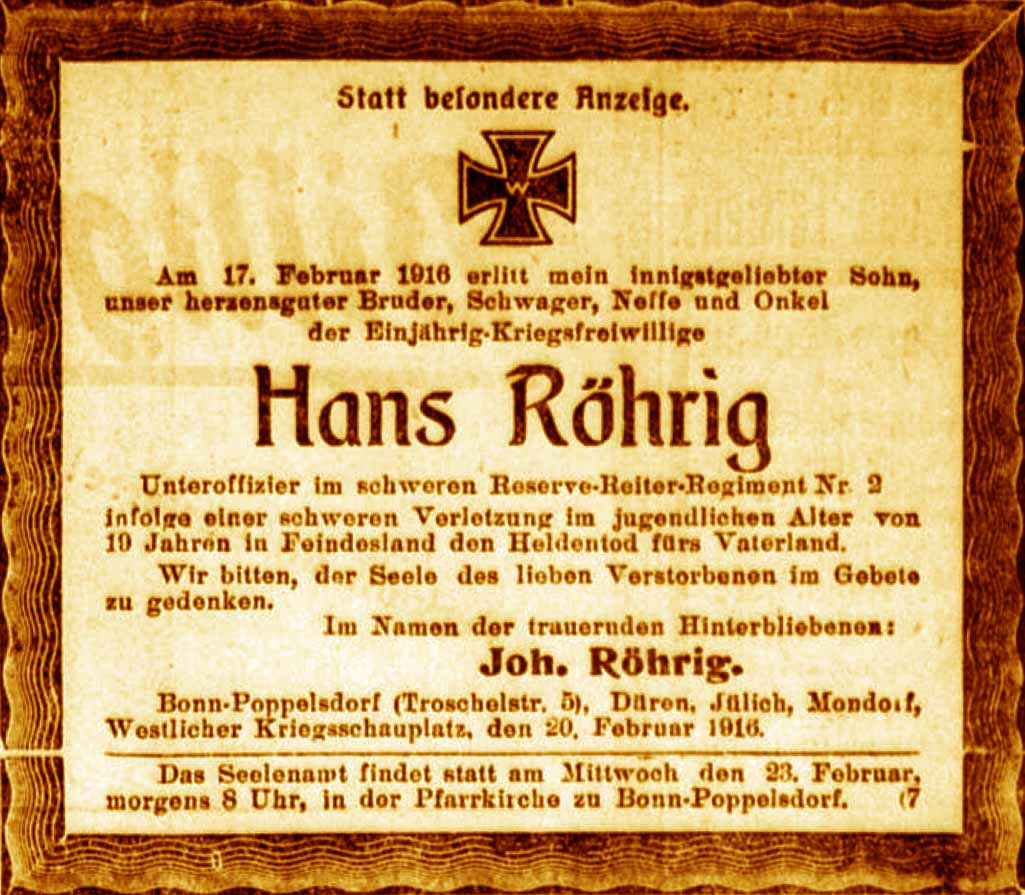 Statt besondere Anzeige.
W
Am 17. Februar 1916 erlitt mein innigstgeliebter Sohn,
unser herzensguter Bruder, Schwager, Neffe und Onkel
der Einjährig-Kriegsfreiwillige
Hans Röhrig
Unteroffizier im schweren Reserve-Reiter-Regiment Nr. 2
infolge einer schweren Verletzung im jugendlichen Alter von
19 Jahren in Feindesland den Heldentod fürs Vaterland.
Wir bitten, der Seele des lieben Verstorbenen im Gebete
zu gedenken.
Im Namen der trauernden Hinterbliebenen:
Joh. Röhrig.
Bonn-Poppelsdorf (Troschelstr. 5), Düren, Jülich, Mondorf,
Westlicher Kriegsschauplatz, den 20. Februar 1916.
Das Seelenamt findet statt am Mittwoch den 23. Februar,
morgens 8 Uhr, in der Pfarrkirche zu Bonn-Poppelsdorf. (7